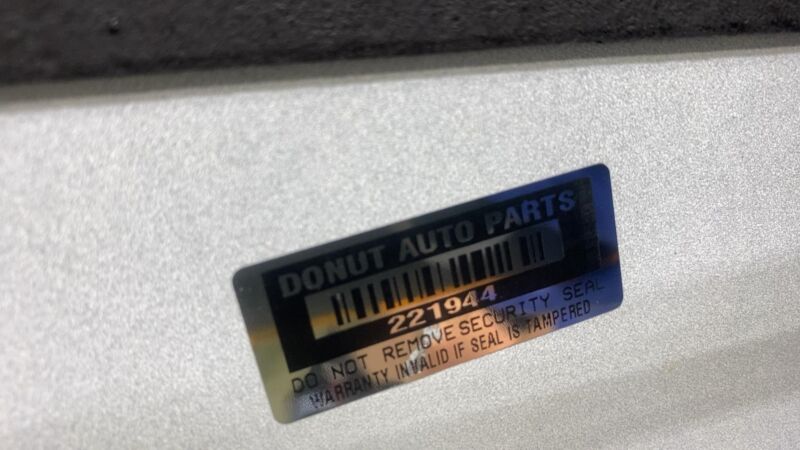 DONUT AUTO PARTS
221944
DO NOT REMOVE SECURITY SEAL
WARRANTY INVALID IF SEAL IS TAMPERED